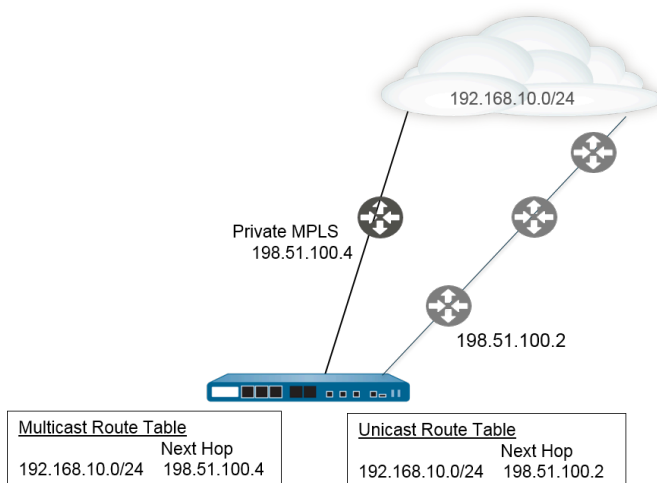 192.168.10.0/24
Private MPLS
198.51.100.4
198.51.100.2
Multicast Route Table
Next Hop
192.168.10.0/24 198.51.100.4
Unicast Route Table
Next Hop
192.168.10.0/24 198.51.100.2